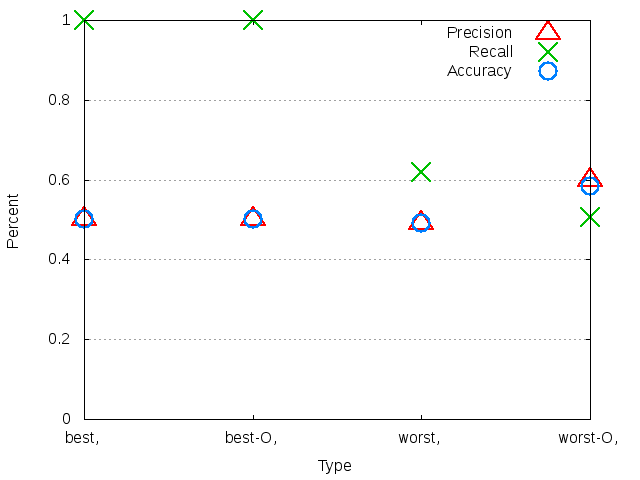 Precision
Recall
Accuracy
1
0.8
0.6
0.4
0.2
0
Percent
best,
best-O,
worst,
worst-O,
Type